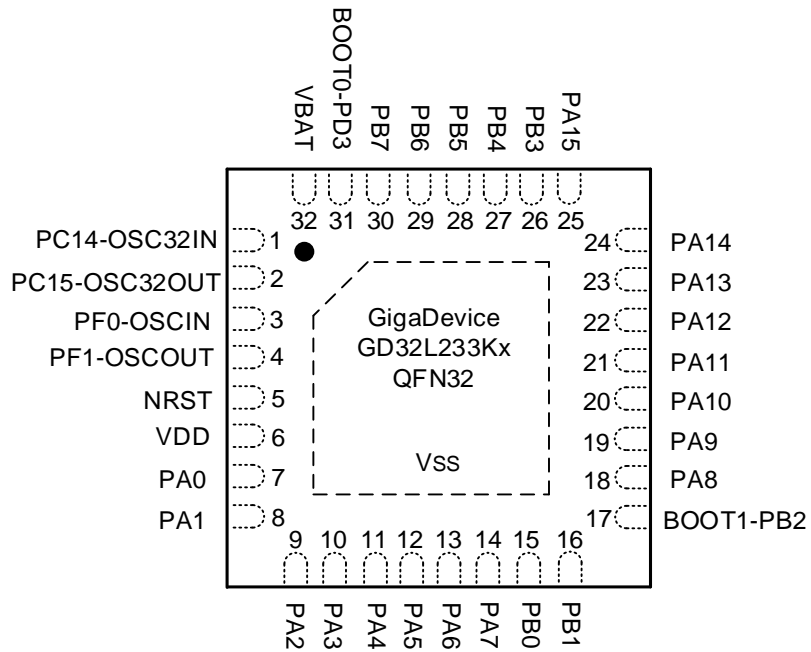 VBAT
BOOT0-PD3
PB7
PB6
PB5
PB4
PB3
PA15
32 31 30 29 28 27 26 25
PC14-OSC32IN 1
PC15-OSC32OUT 2
PF0-OSCIN 3
PF1-OSCOUT 4
NRST 5
VDD 6
PA0 7
PA1 8
GigaDevice
GD32L233Kx
QFN32
VSS
24 PA14
23 PA13
22 PA12
21 PA11
20 PA10
19 PA9
18 PA8
17 BOOT1-PB2
9 10 11 12 13 14 15 16
PA2
PA3
PA4
PA5
PA6
PA7
PB0
PB1